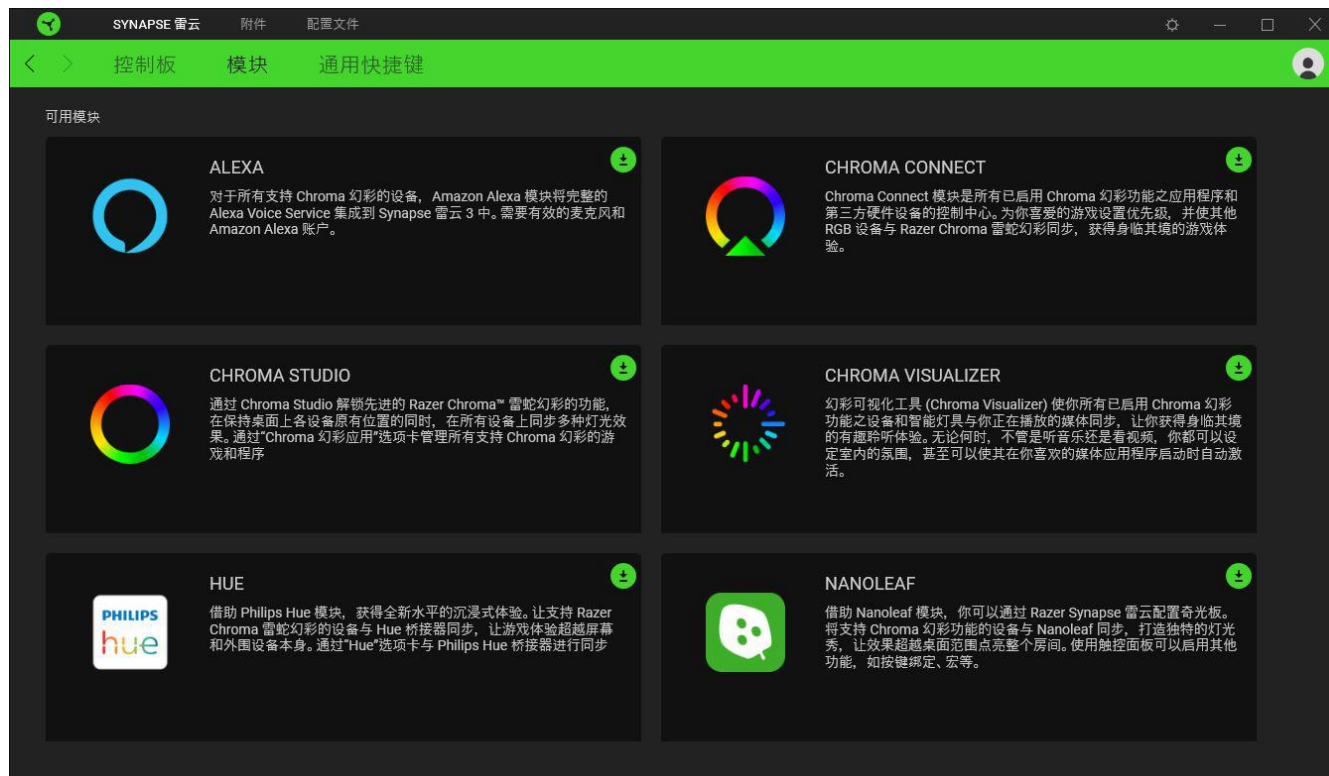 SYNAPSE 雷云 附件 配置文件
控制板 模块 通用快捷键
可用模块
ALEXA
对于所有支持 Chroma 幻彩的设备，Amazon Alexa 模块将完整的
Alexa Voice Service 集成到 Synapse 雷云 3 中。需要有效的麦克风和
Amazon Alexa 账户。
CHROMA CONNECT
Chroma Connect 模块是所有已启用 Chroma 幻彩功能之应用程序和
第三方硬件设备的控制中心。为你喜爱的游戏设置优先级，并使其他
RGB 设备与 Razer Chroma 雷蛇幻彩同步，获得身临其境的游戏体
验。
CHROMA STUDIO
通过 Chroma Studio 解锁先进的 Razer Chroma™ 雷蛇幻彩的功能，
在保持桌面上各设备原有位置的同时，在所有设备上同步多种灯光效
果。通过"Chroma 幻彩应用"选项卡管理所有支持 Chroma 幻彩的游
戏和程序
CHROMA VISUALIZER
幻彩可视化工具 (Chroma Visualizer) 使你所有已启用 Chroma 幻彩
功能之设备和智能灯具与你正在播放的媒体同步，让你获得身临其境
的有趣聆听体验。无论何时，不管是听音乐还是看视频，你都可以设
定室内的氛围，甚至可以使其在你喜欢的媒体应用程序启动时自动激
活。
PHILIPS
hue
HUE
借助 Philips Hue 模块，获得全新水平的沉浸式体验。让支持 Razer
Chroma 雷蛇幻彩的设备与 Hue 桥接器同步，让游戏体验超越屏幕
和外围设备本身。通过"Hue"选项卡与 Philips Hue 桥接器进行同步
NANOLEAF
借助 Nanoleaf 模块，你可以通过 Razer Synapse 雷云配置奇光板。
将支持 Chroma 幻彩功能的设备与 Nanoleaf 同步，打造独特的灯光
秀，让效果超越桌面范围点亮整个房间。使用触控面板可以启用其他
功能，如按键绑定、宏等。